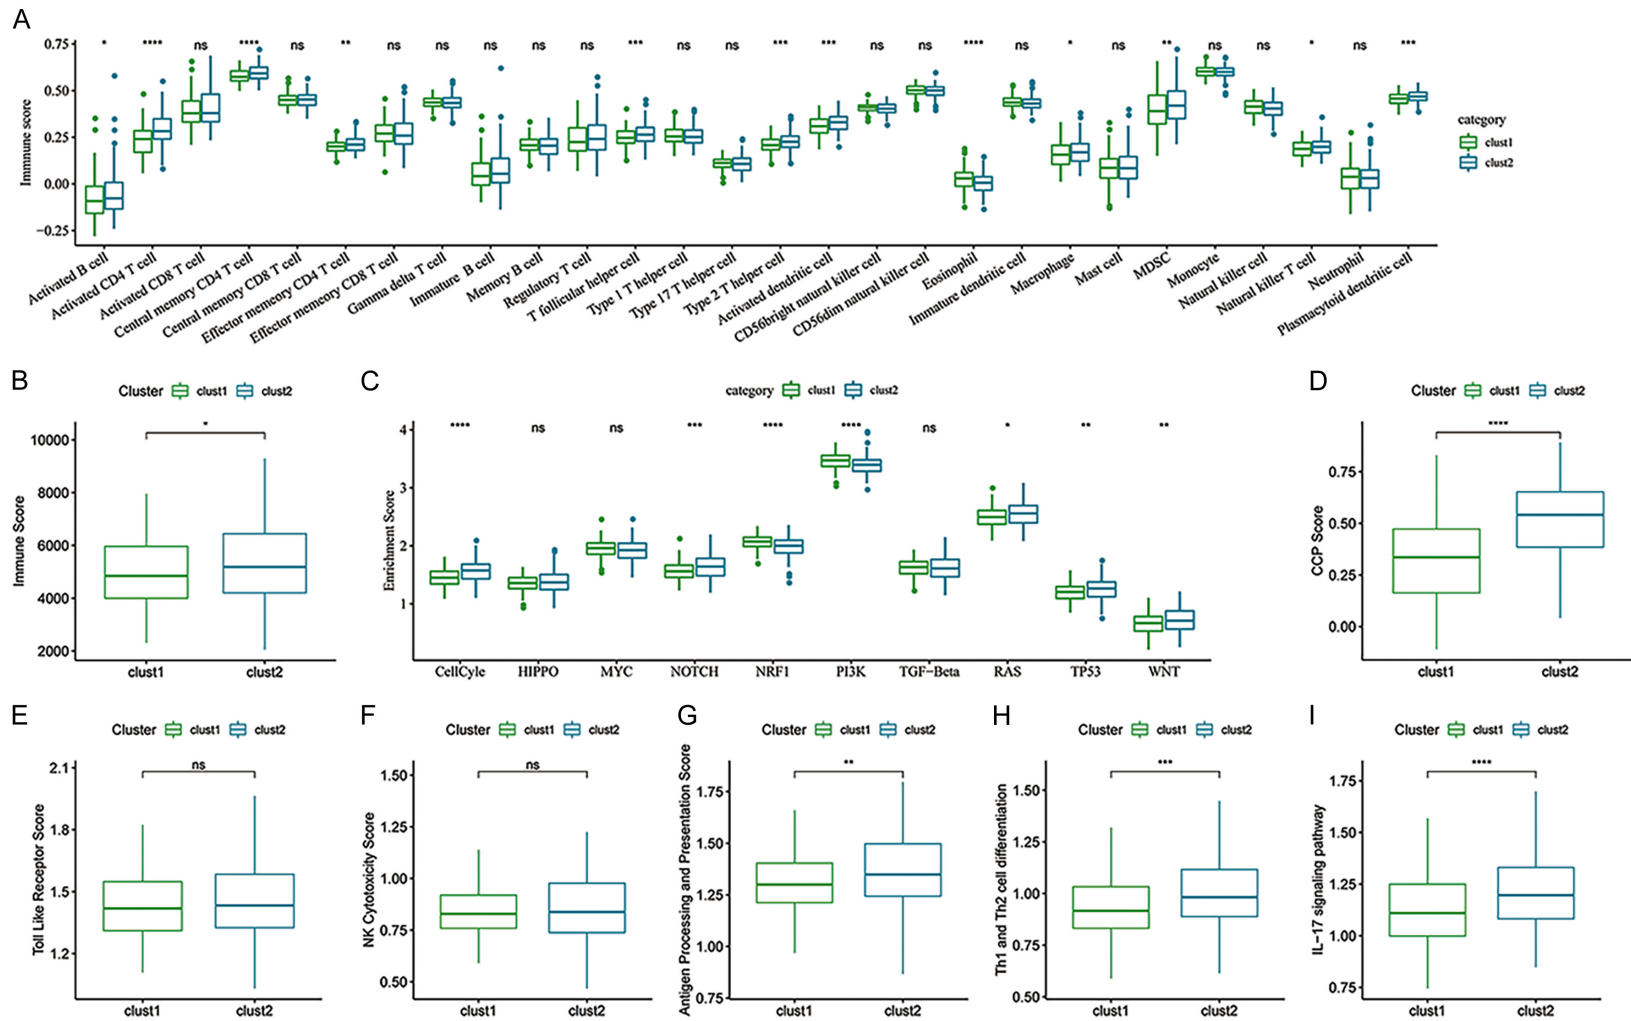 A
0.75
0.50
0.25
0.00
−0.25
Immnune score
* **** ns **** ns ** ns ns ns ns ns *** ns ns *** *** ns ns **** ns * ns ** ns ns * ns ***
category
clust1
clust2
Activated B cell
Activated CD4 T cell
Activated CD8 T cell
Central memory CD4 T cell
Central memory CD8 T cell
Effector memeory CD4 T cell
Effector memeory CD8 T cell
Gamma delta T cell
Immature B cell
Memory B cell
Regulatory T cell
T follicular helper cell
Type 1 T helper cell
Type 17 T helper cell
Type 2 T helper cell
Activated dendritic cell
CD56bright natural killer cell
CD56dim natural killer cell
Eosinophil
Immature dendritic cell
Macrophage
Mast cell
MDSC
Monocyte
Natural killer cell
Natural killer T cell
Neutrophil
Plasmacytoid dendritic cell
B
Cluster clust1 clust2
*
10000
8000
6000
4000
2000
Immune Score
clust1 clust2
C
category clust1 clust2
**** ns ns *** **** **** ns * ** **
4
3
2
1
Enrichment Score
CellCyle HIPPO MYC NOTCH NRF1 PI3K TGF−Beta RAS TP53 WNT
D
Cluster clust1 clust2
****
0.75
0.50
0.25
0.00
CCP Score
clust1 clust2
E
Cluster clust1 clust2
ns
2.1
1.8
1.5
1.2
Toll Like Receptor Score
clust1 clust2
F
Cluster clust1 clust2
ns
1.50
1.25
1.00
0.75
0.50
NK Cytotoxicity Score
clust1 clust2
G
Cluster clust1 clust2
**
1.75
1.50
1.25
1.00
0.75
Antigen Processing and Presentation Score
clust1 clust2
H
Cluster clust1 clust2
***
1.50
1.25
1.00
0.75
0.50
Th1 and Th2 cell differentiation
clust1 clust2
I
Cluster clust1 clust2
****
1.75
1.50
1.25
1.00
0.75
IL−17 signaling pathway
clust1 clust2